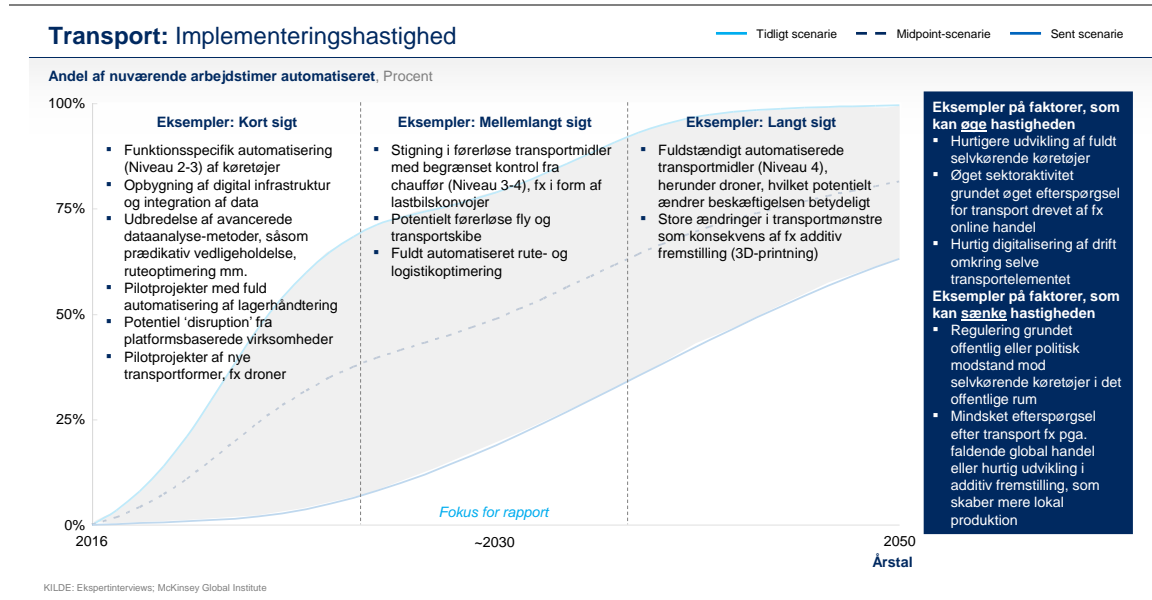 Transport: Implementeringshastighed
Tidligt scenarie
Midpoint-scenarie
Sent scenarie
Andel af nuværende arbejdstimer automatiseret, Procent
100%
75%
50%
25%
0%
Eksempler: Kort sigt
▪ Funktionsspecifik automatisering
(Niveau 2-3) af køretøjer
▪ Opbygning af digital infrastruktur
og integration af data
▪ Udbredelse af avancerede
dataanalyse-metoder, såsom
prædikativ vedligeholdelse,
ruteoptimering mm.
▪ Pilotprojekter med fuld
automatisering af lagerhåndtering
▪ Potentiel ‘disruption’ fra
platformsbaserede virksomheder
▪ Pilotprojekter af nye
transportformer, fx droner
Eksempler: Mellemlangt sigt
▪ Stigning i førerløse transportmidler
med begrænset kontrol fra
chauffør (Niveau 3-4), fx i form af
lastbilskonvojer
▪ Potentielt førerløse fly og
transportskibe
▪ Fuldt automatiseret rute- og
logistikoptimering
Eksempler: Langt sigt
▪ Fuldstændigt automatiserede
transportmidler (Niveau 4),
herunder droner, hvilket potentielt
ændrer beskæftigelsen betydeligt
▪ Store ændringer i transportmønstre
som konsekvens af fx additiv
fremstilling (3D-printning)
Fokus for rapport
2016
~2030
2050
Årstal
Eksempler på faktorer, som
kan øge hastigheden
▪ Hurtigere udvikling af fuldt
selvkørende køretøjer
▪ Øget sektoraktivitet
grundet øget efterspørgsel
for transport drevet af fx
online handel
▪ Hurtig digitalisering af drift
omkring selve
transportelementet
Eksempler på faktorer, som
kan sænke hastigheden
▪ Regulering grundet
offentlig eller politisk
modstand mod
selvkørende køretøjer i det
offentlige rum
▪ Mindsket efterspørgsel
efter transport fx pga.
faldende global handel
eller hurtig udvikling i
additiv fremstilling, som
skaber mere lokal
produktion
KILDE: Ekspertinterviews; McKinsey Global Institute